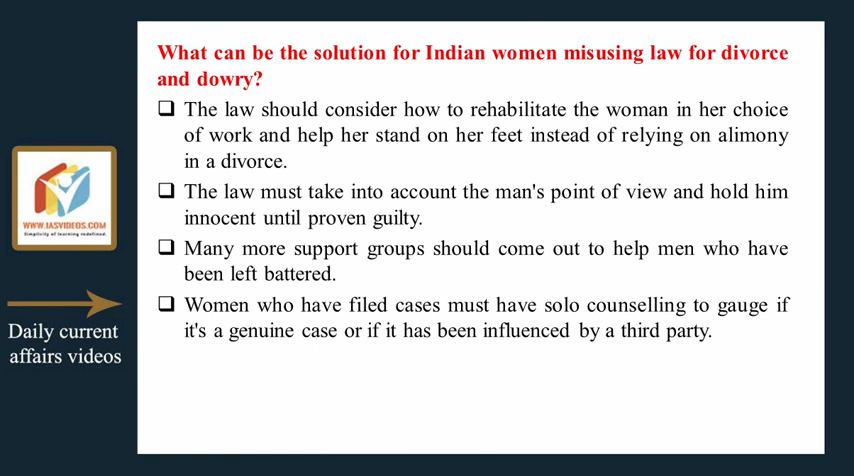 What can be the solution for Indian women misusing law for divorce
and dowry?
The law should consider how to rehabilitate the woman in her choice
of work and help her stand on her feet instead of relying on alimony
in a divorce.
The law must take into account the man's point of view and hold him
innocent until proven guilty.
Many more support groups should come out to help men who have
been left battered.
Women who have filed cases must have solo counselling to gauge if
it's a genuine case or if it has been influenced by a third party.
WWW.IASVIDEOS.COM
Simplicity of learning redefined.
Daily current
affairs videos